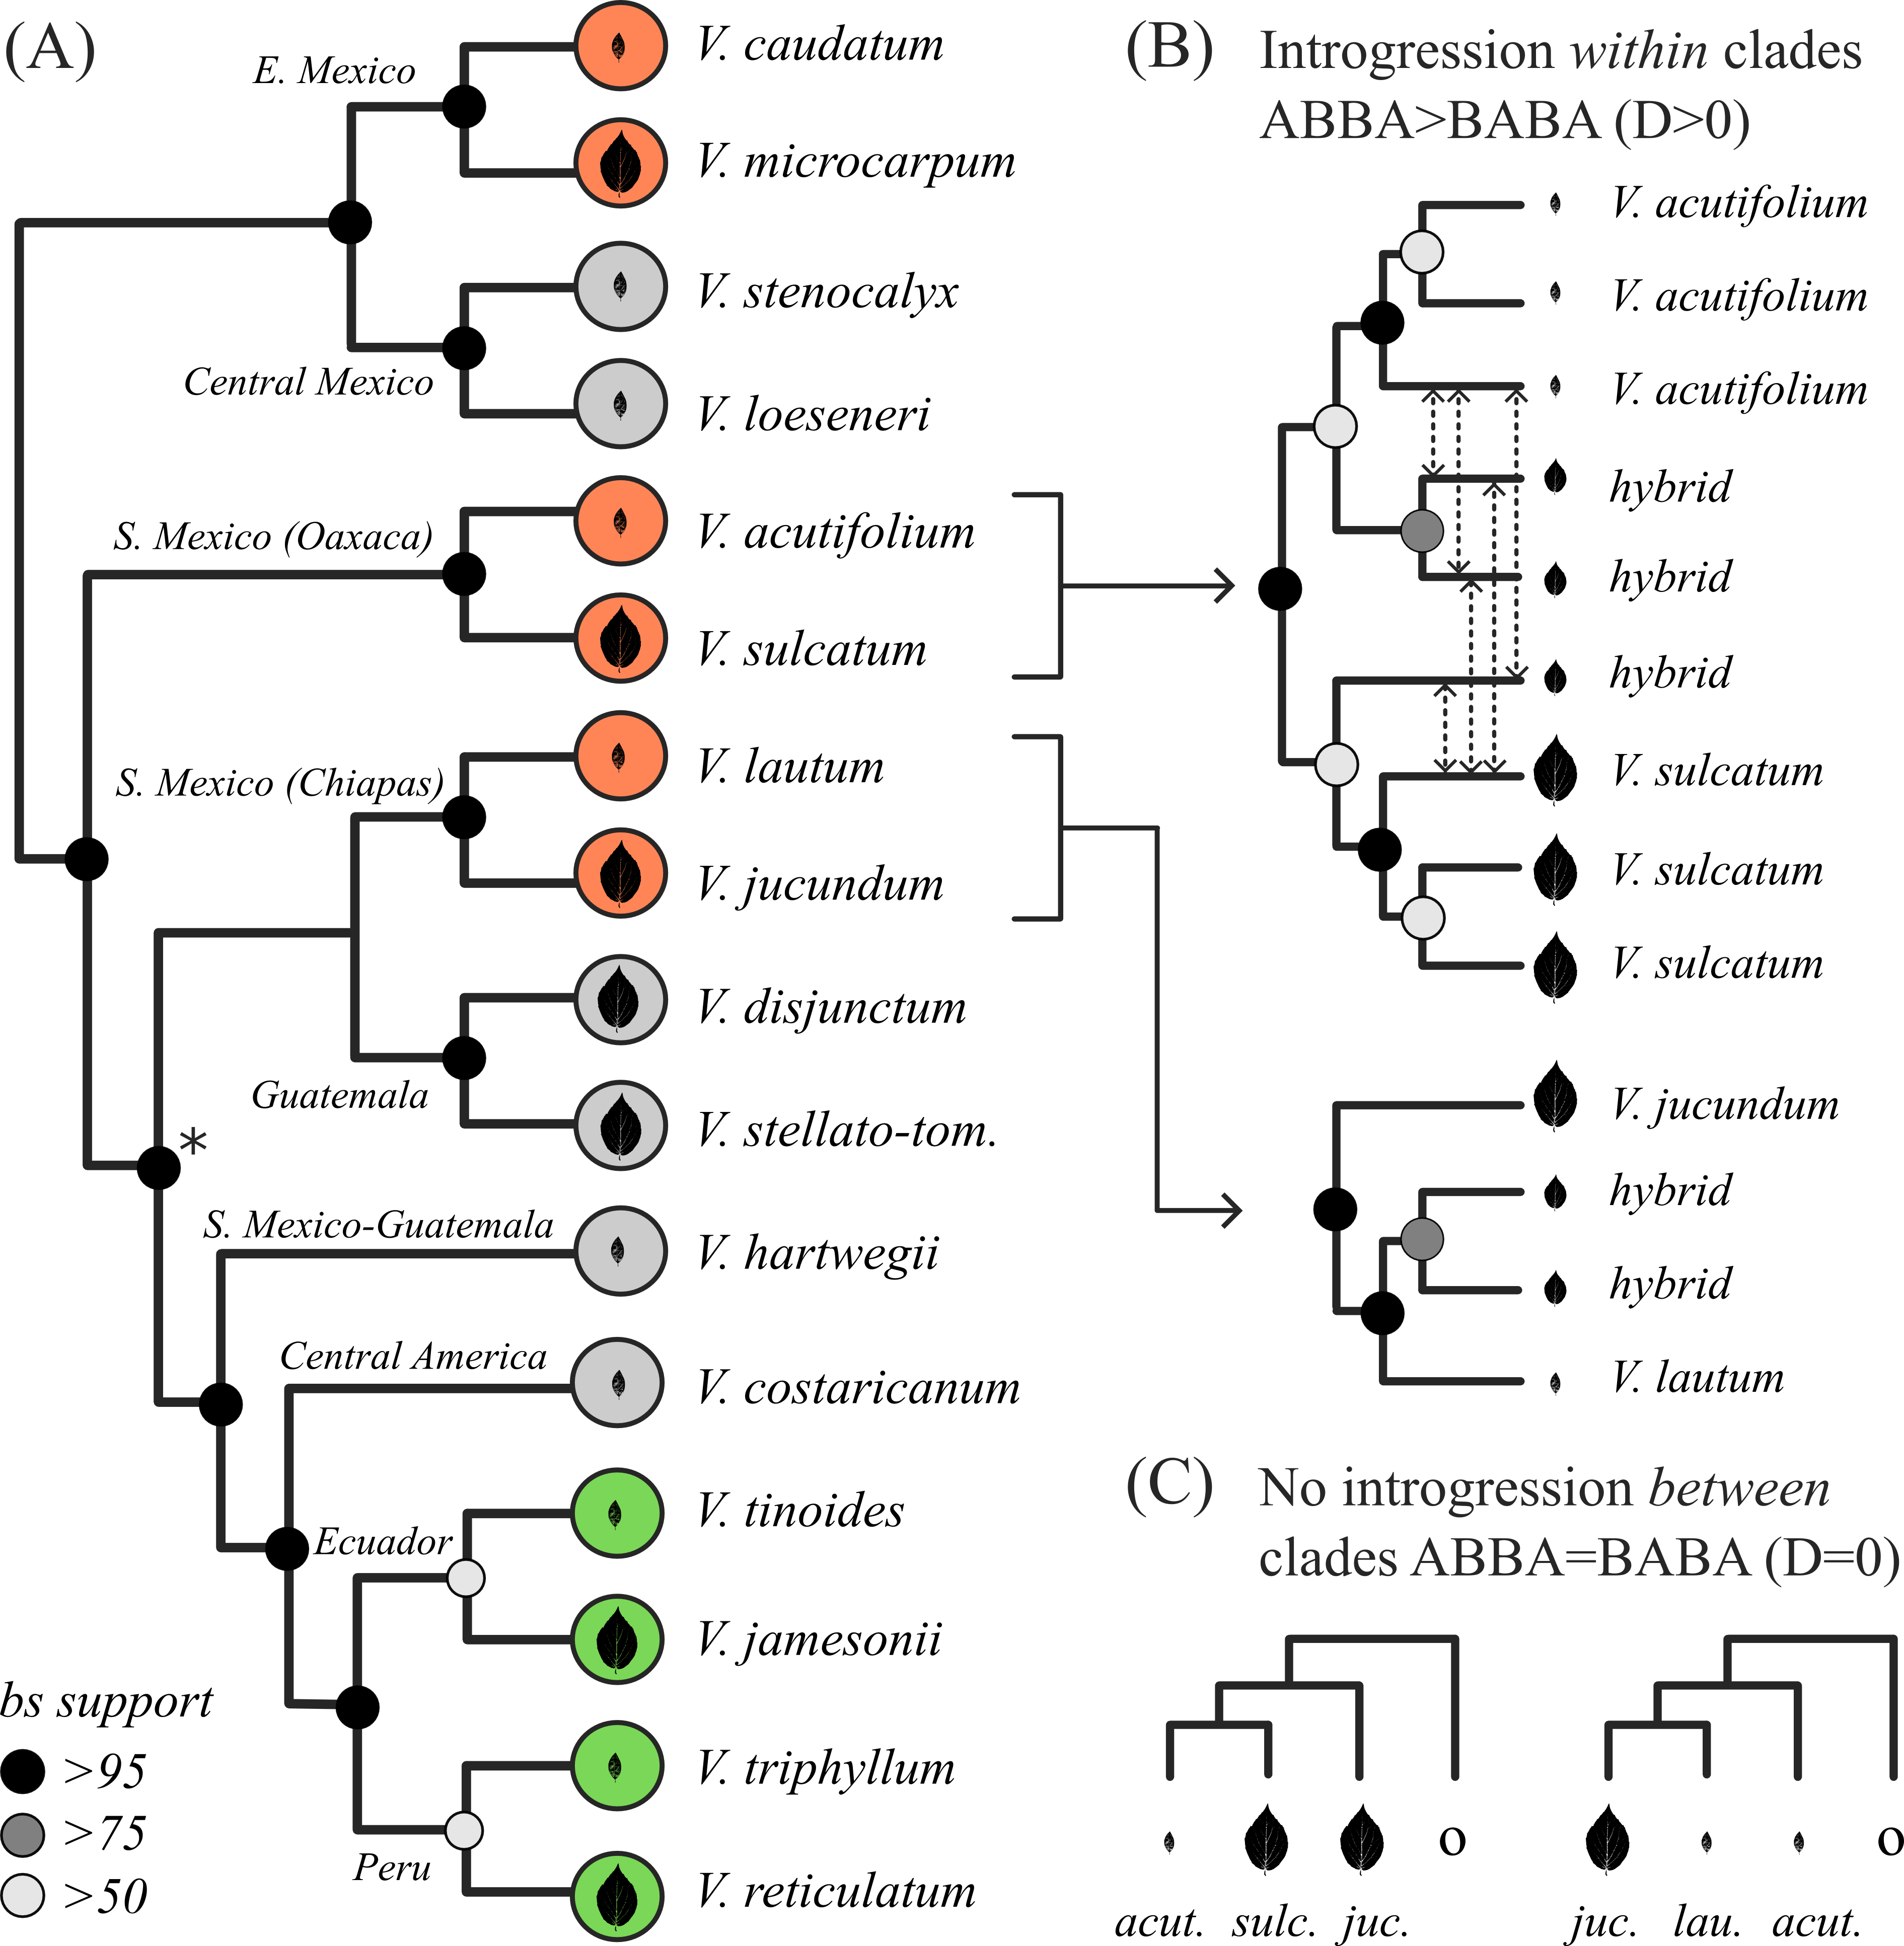 (A)
E. Mexico
V. caudatum
V. microcarpum
V. stenocalyx
Central Mexico
V. loeseneri
S. Mexico (Oaxaca)
V. acutifolium
V. sulcatum
S. Mexico (Chiapas)
V. lautum
V. jucundum
V. disjunctum
Guatemala
V. stellato-tom.
*
S. Mexico-Guatemala
V. hartwegii
Central America
V. costaricanum
Ecuador
V. tinoides
V. jamesonii
V. triphyllum
Peru
V. reticulatum
bs support
>95
>75
>50
(B) Introgression within clades
ABBA>BABA (D>0)
V. acutifolium
V. acutifolium
V. acutifolium
hybrid
hybrid
hybrid
V. sulcatum
V. sulcatum
V. sulcatum
V. jucundum
hybrid
hybrid
V. lautum
(C) No introgression between
clades ABBA=BABA (D=0)
o o
acut. sulc. juc. juc. lau. acut.